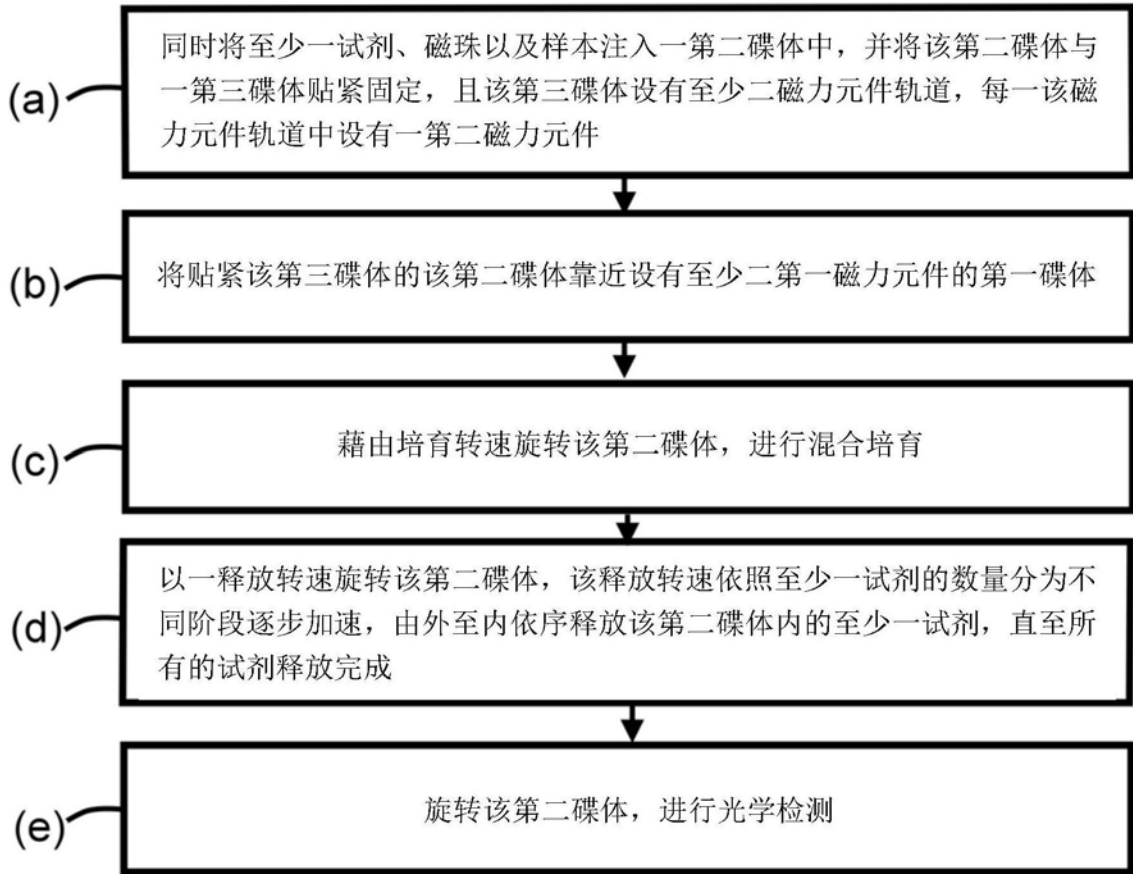 (a)
同时将至少一试剂、磁珠以及样本注入一第二碟体中，并将该第二碟体与
一第三碟体贴紧固定，且该第三碟体设有至少二磁力元件轨道，每一该磁
力元件轨道中设有一第二磁力元件
(b)
将贴紧该第三碟体的该第二碟体靠近设有至少二第一磁力元件的第一碟体
(c)
藉由培育转速旋转该第二碟体，进行混合培育
(d)
以一释放转速旋转该第二碟体，该释放转速依照至少一试剂的数量分为不
同阶段逐步加速，由外至内依序释放该第二碟体内的至少一试剂，直至所
有的试剂释放完成
(e)
旋转该第二碟体，进行光学检测